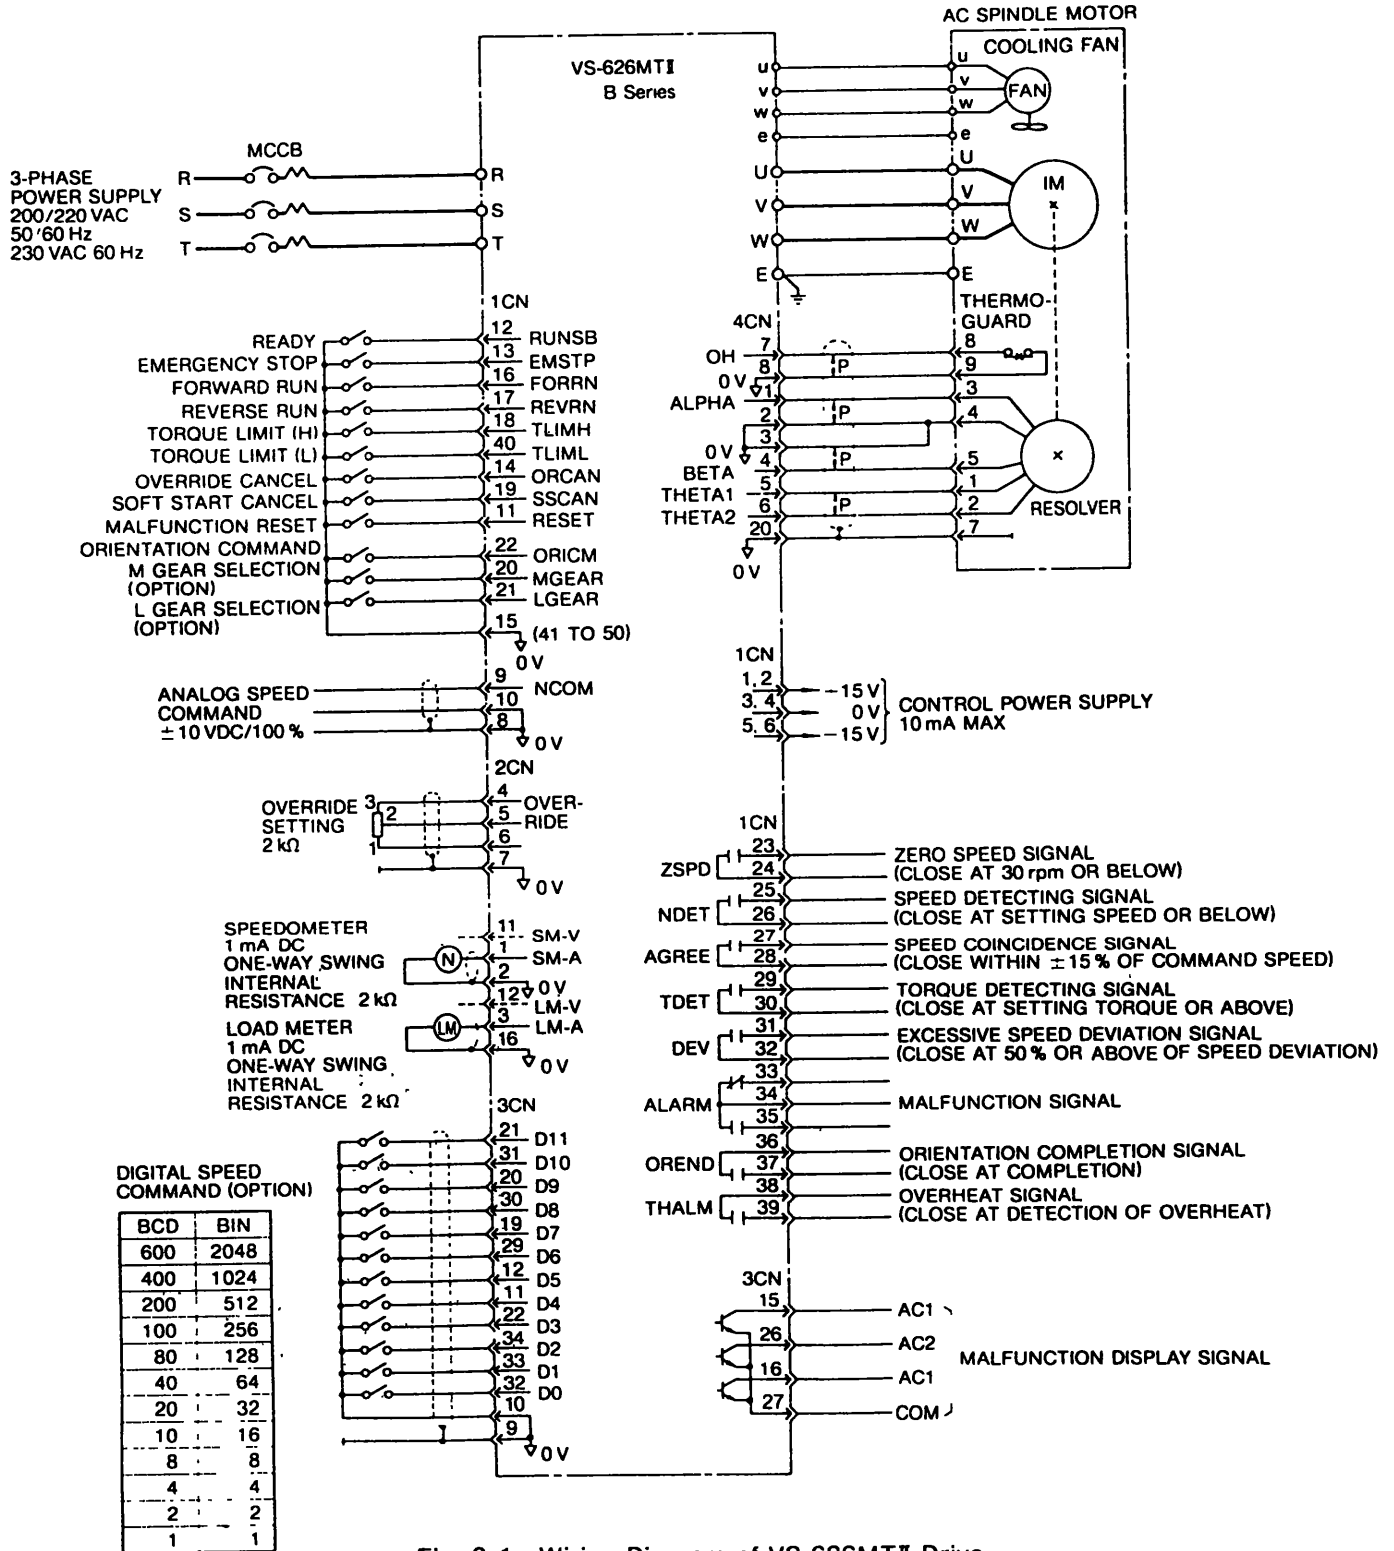 AC SPINDLE MOTOR
COOLING FAN
VS-626MTⅡ
B Series
u
v
w
e
U
V
W
E
u
v
w
e
U
V
W
E
FAN
IM
MCCB
3-PHASE
POWER SUPPLY
200/220 VAC
50'60 Hz
230 VAC 60 Hz
R
S
T
R
S
T
1CN
READY 12 RUNSB
EMERGENCY STOP 13 EMSTP
FORWARD RUN 16 FORRN
REVERSE RUN 17 REVRN
TORQUE LIMIT (H) 18 TLIMH
TORQUE LIMIT (L) 40 TLIML
OVERRIDE CANCEL 14 ORCAN
SOFT START CANCEL 19 SSCAN
MALFUNCTION RESET 11 RESET
ORIENTATION COMMAND 22 ORICM
M GEAR SELECTION 20 MGEAR
(OPTION)
L GEAR SELECTION 21 LGEAR
(OPTION)
15 (41 TO 50)
0 V
ANALOG SPEED
COMMAND
±10 VDC/100 %
9 NCOM
10
8
0 V
2CN
OVERRIDE
SETTING
2 kΩ
3
2
1
4 OVER-
5 RIDE
6
7
0 V
SPEEDOMETER
1 mA DC
ONE-WAY SWING
INTERNAL
RESISTANCE 2 kΩ
N
11 SM-V
1 SM-A
2
0 V
LOAD METER
1 mA DC
ONE-WAY SWING
INTERNAL
RESISTANCE 2 kΩ
LM
12 LM-V
3 LM-A
16
0 V
3CN
21 D11
31 D10
20 D9
30 D8
19 D7
29 D6
12 D5
11 D4
22 D3
34 D2
33 D1
32 D0
10
9
0 V
DIGITAL SPEED
COMMAND (OPTION)
BCD BIN
600 2048
400 1024
200 512
100 256
80 128
40 64
20 32
10 16
8 8
4 4
2 2
1 1
THERMO-
GUARD
4CN
OH 7 P 8
0 V 8 9
ALPHA 1 P 3
2 4
0 V 3 P
BETA 4 5
THETA1 5 P 1
THETA2 6 2
20 7
0 V
RESOLVER
1CN
1, 2 −15 V
3, 4 0 V
5, 6 −15 V
CONTROL POWER SUPPLY
10 mA MAX
1CN
ZSPD
23 ZERO SPEED SIGNAL
24 (CLOSE AT 30 rpm OR BELOW)
NDET
25 SPEED DETECTING SIGNAL
26 (CLOSE AT SETTING SPEED OR BELOW)
AGREE
27 SPEED COINCIDENCE SIGNAL
28 (CLOSE WITHIN ±15 % OF COMMAND SPEED)
TDET
29 TORQUE DETECTING SIGNAL
30 (CLOSE AT SETTING TORQUE OR ABOVE)
DEV
31 EXCESSIVE SPEED DEVIATION SIGNAL
32 (CLOSE AT 50 % OR ABOVE OF SPEED DEVIATION)
33
ALARM 34 MALFUNCTION SIGNAL
35
OREND
36 ORIENTATION COMPLETION SIGNAL
37 (CLOSE AT COMPLETION)
THALM
38 OVERHEAT SIGNAL
39 (CLOSE AT DETECTION OF OVERHEAT)
3CN
15 AC1
26 AC2
16 AC1
27 COM
MALFUNCTION DISPLAY SIGNAL
Wiring Diagram of VS-626MTⅡ Drive